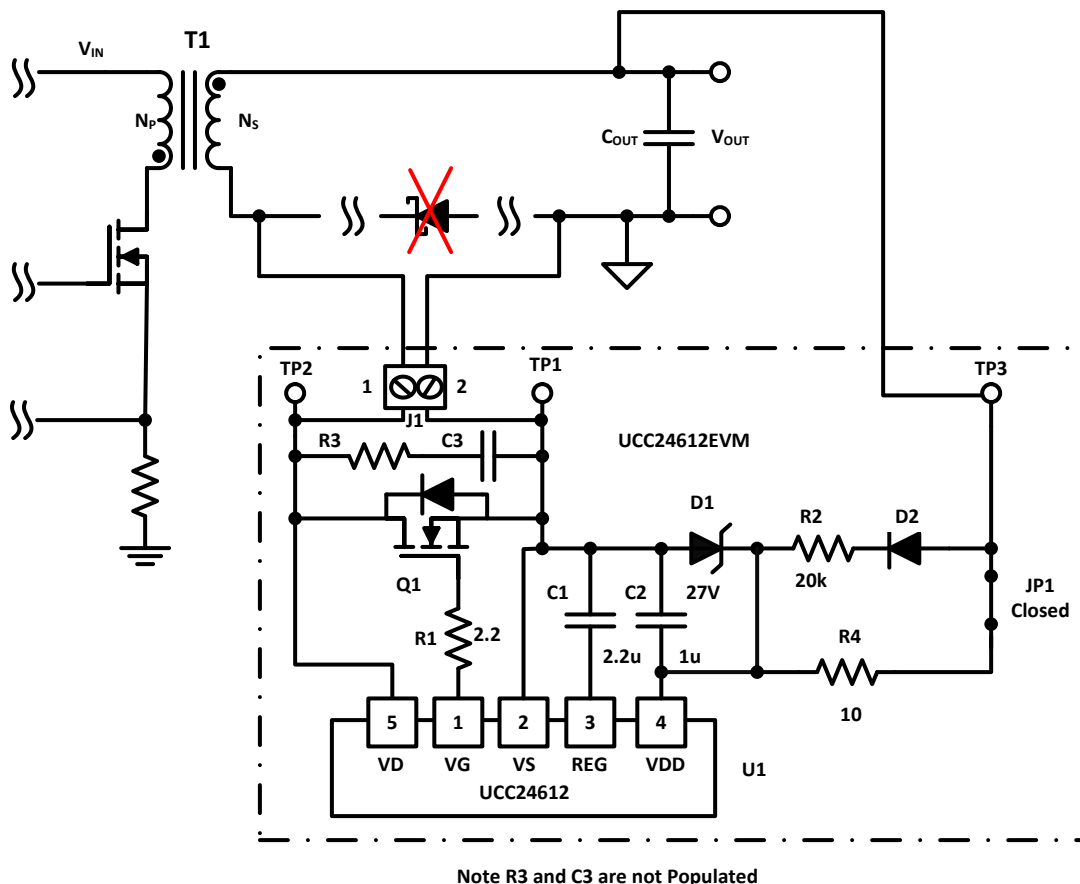 T1
VIN
NP
NS
COUT
VOUT
TP2
1
2
TP1
TP3
J1
R3
C3
UCC24612EVM
D1
R2
D2
Q1
C1
C2
27V
20k
JP1
Closed
R1
2.2
2.2u
1u
R4
10
5
1
2
3
4
VD
VG
VS
REG
VDD
U1
UCC24612
Note R3 and C3 are not Populated